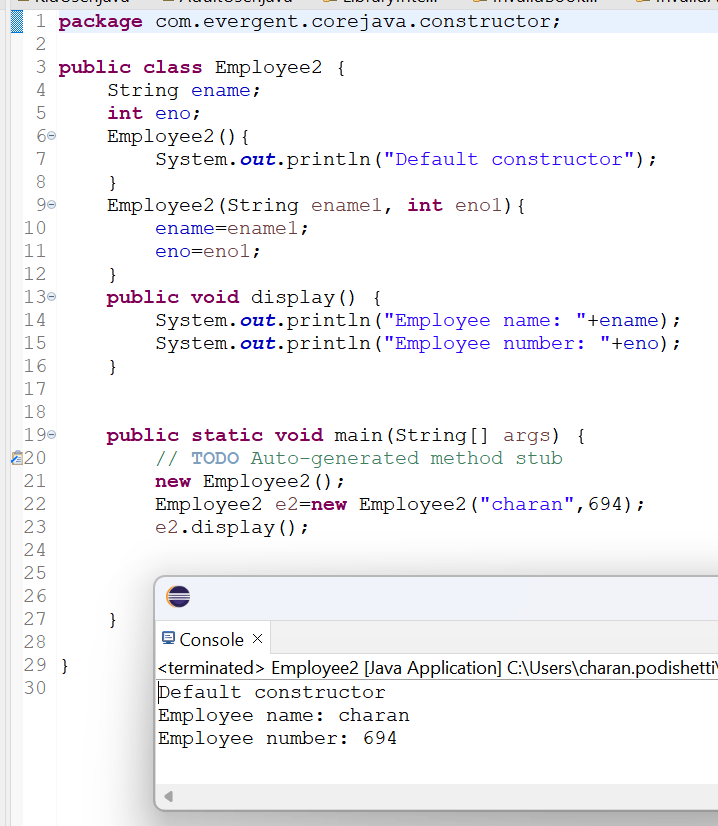 package com.evergent.corejava.constructor;
public class Employee2 {
String ename;
int eno;
Employee2(){
System.out.println("Default constructor");
}
Employee2(String ename1, int eno1){
ename=ename1;
eno=eno1;
}
public void display() {
System.out.println("Employee name: "+ename);
System.out.println("Employee number: "+eno);
}
public static void main(String[] args) {
// TODO Auto-generated method stub
new Employee2();
Employee2 e2=new Employee2("charan",694);
e2.display();
}
}
1
2
3
4
5
6
7
8
9
10
11
12
13
14
15
16
17
18
19
20
21
22
23
24
25
26
27
28
29
30
Console
<terminated> Employee2 [Java Application] C:\Users\charan.podishetti\
Default constructor
Employee name: charan
Employee number: 694